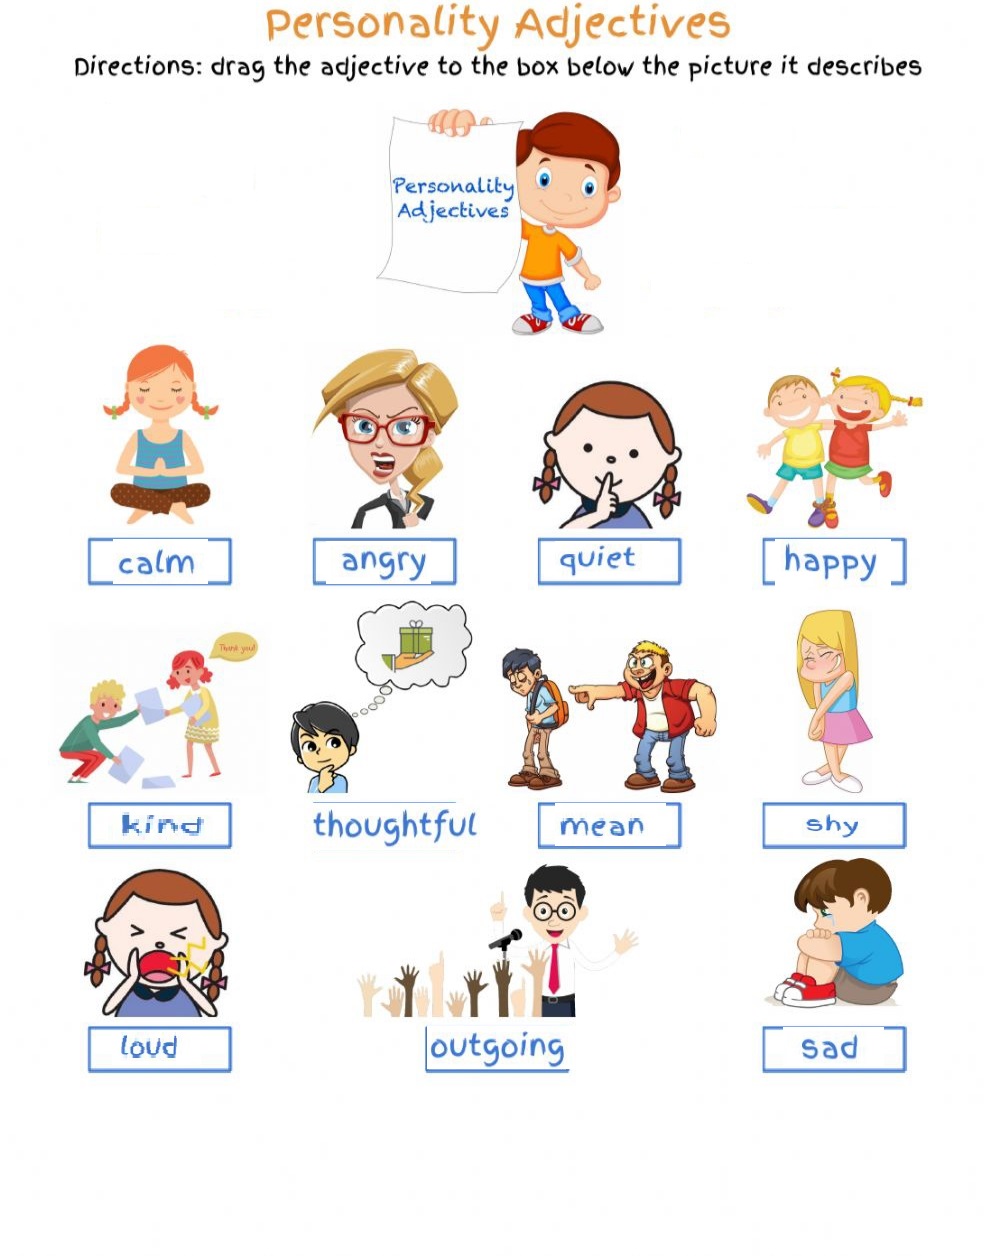 Personality Adjectives
Directions: drag the adjective to the box below the picture it describes
Personality
Adjectives
calm
angry
quiet
happy
Thank you!
kind
thoughtful
mean
shy
loud
outgoing
sad